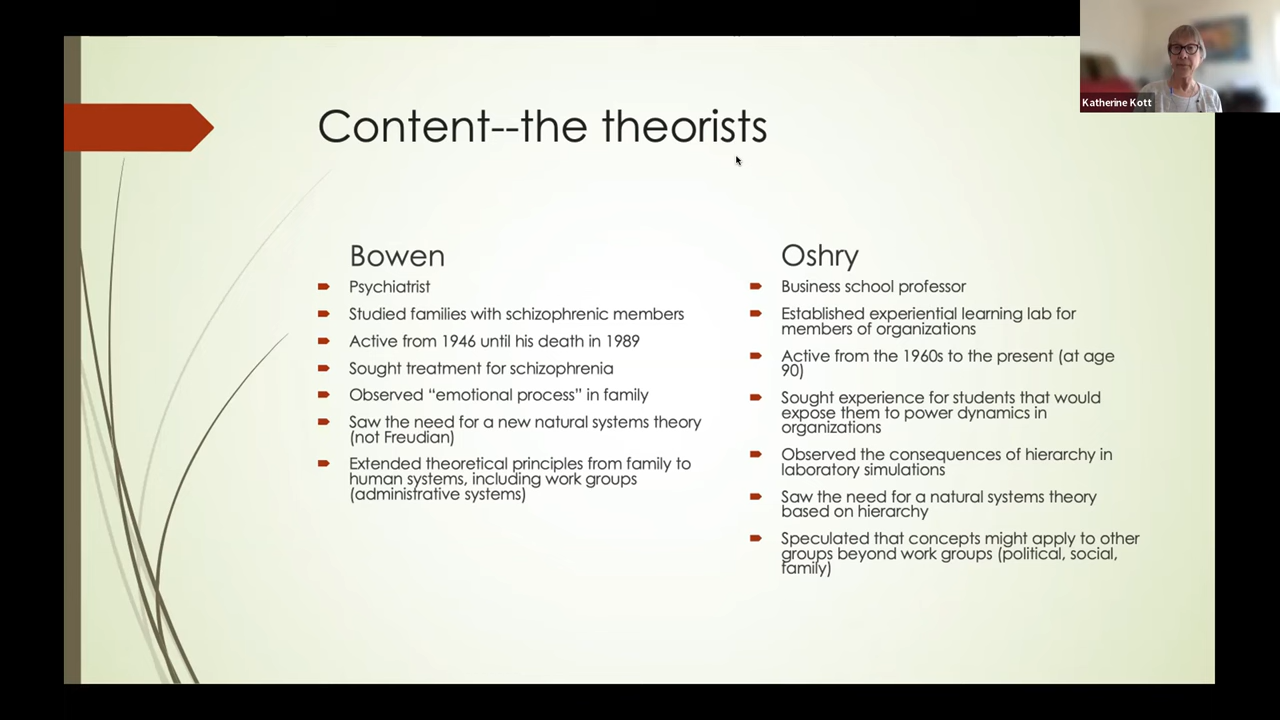 Content--the theorists
Bowen
Psychiatrist
Studied families with schizophrenic members
Active from 1946 until his death in 1989
Sought treatment for schizophrenia
Observed “emotional process” in family
Saw the need for a new natural systems theory
(not Freudian)
Extended theoretical principles from family to
human systems, including work groups
(administrative systems)
Oshry
Business school professor
Established experiential learning lab for
members of organizations
Active from the 1960s to the present (at age
90)
Sought experience for students that would
expose them to power dynamics in
organizations
Observed the consequences of hierarchy in
laboratory simulations
Saw the need for a natural systems theory
based on hierarchy
Speculated that concepts might apply to other
groups beyond work groups (political, social,
family)
Katherine Kott